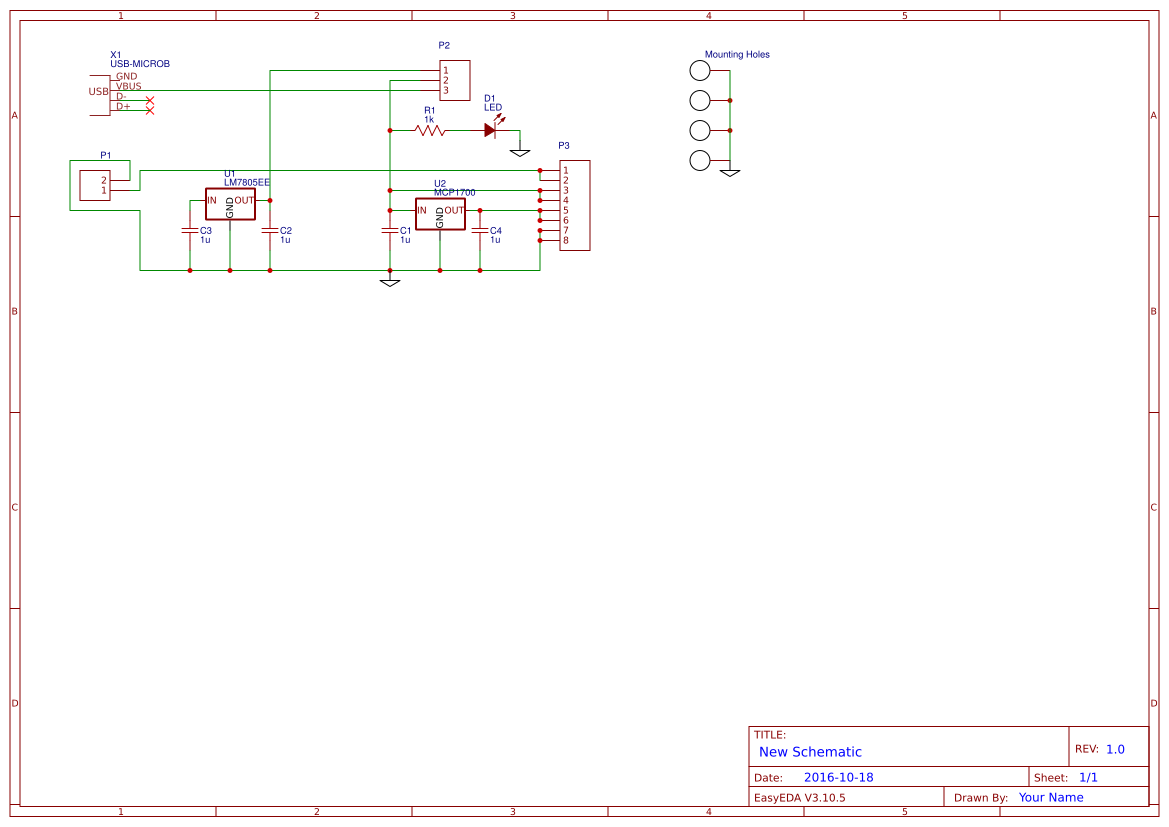 1 2 3 4 5
A A
B B
C C
D D
X1
USB-MICROB
USB
GND
VBUS
D-
D+
P2
1
2
3
Mounting Holes
R1
1k
D1
LED
P1
2
1
P3
1
2
3
4
5
6
7
8
U1
LM7805EE
IN OUT
GND
U2
MCP1700
IN OUT
GND
C3
1u
C2
1u
C1
1u
C4
1u
TITLE:
New Schematic
REV: 1.0
Date: 2016-10-18
Sheet: 1/1
EasyEDA V3.10.5
Drawn By: Your Name
1 2 3 4 5